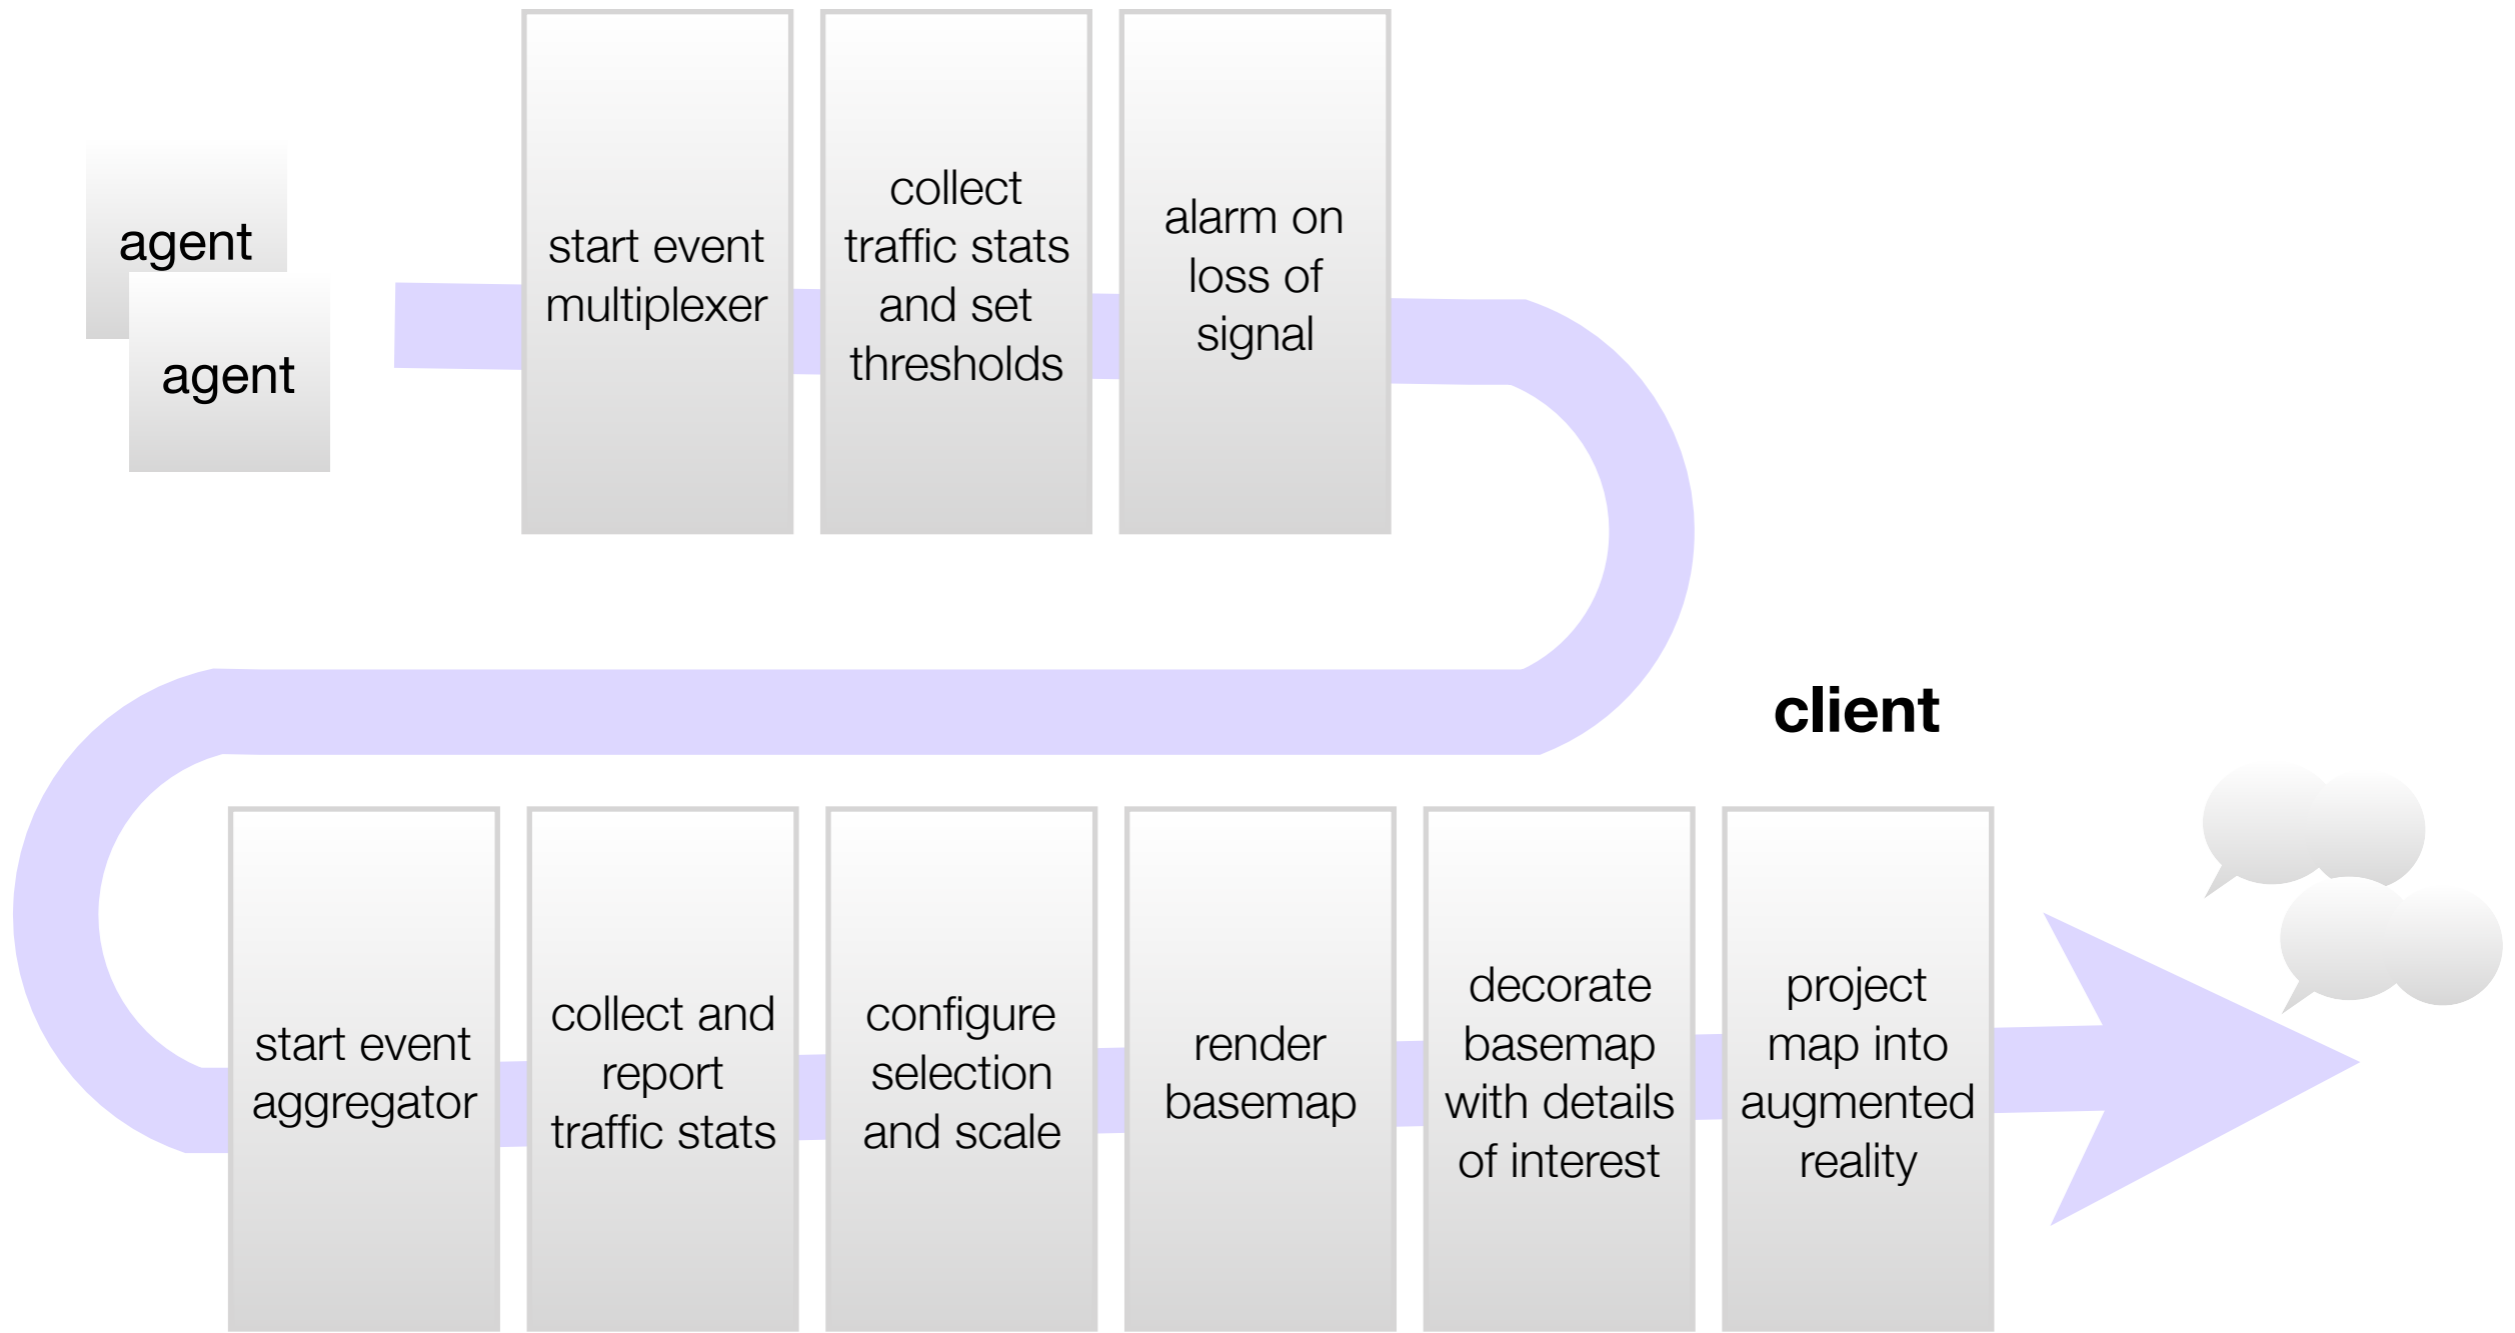 agent
agent
start event
multiplexer
collect
traffic stats
and set
thresholds
alarm on
loss of
signal
client
start event
aggregator
collect and
report
traffic stats
configure
selection
and scale
render
basemap
decorate
basemap
with details
of interest
project
map into
augmented
reality